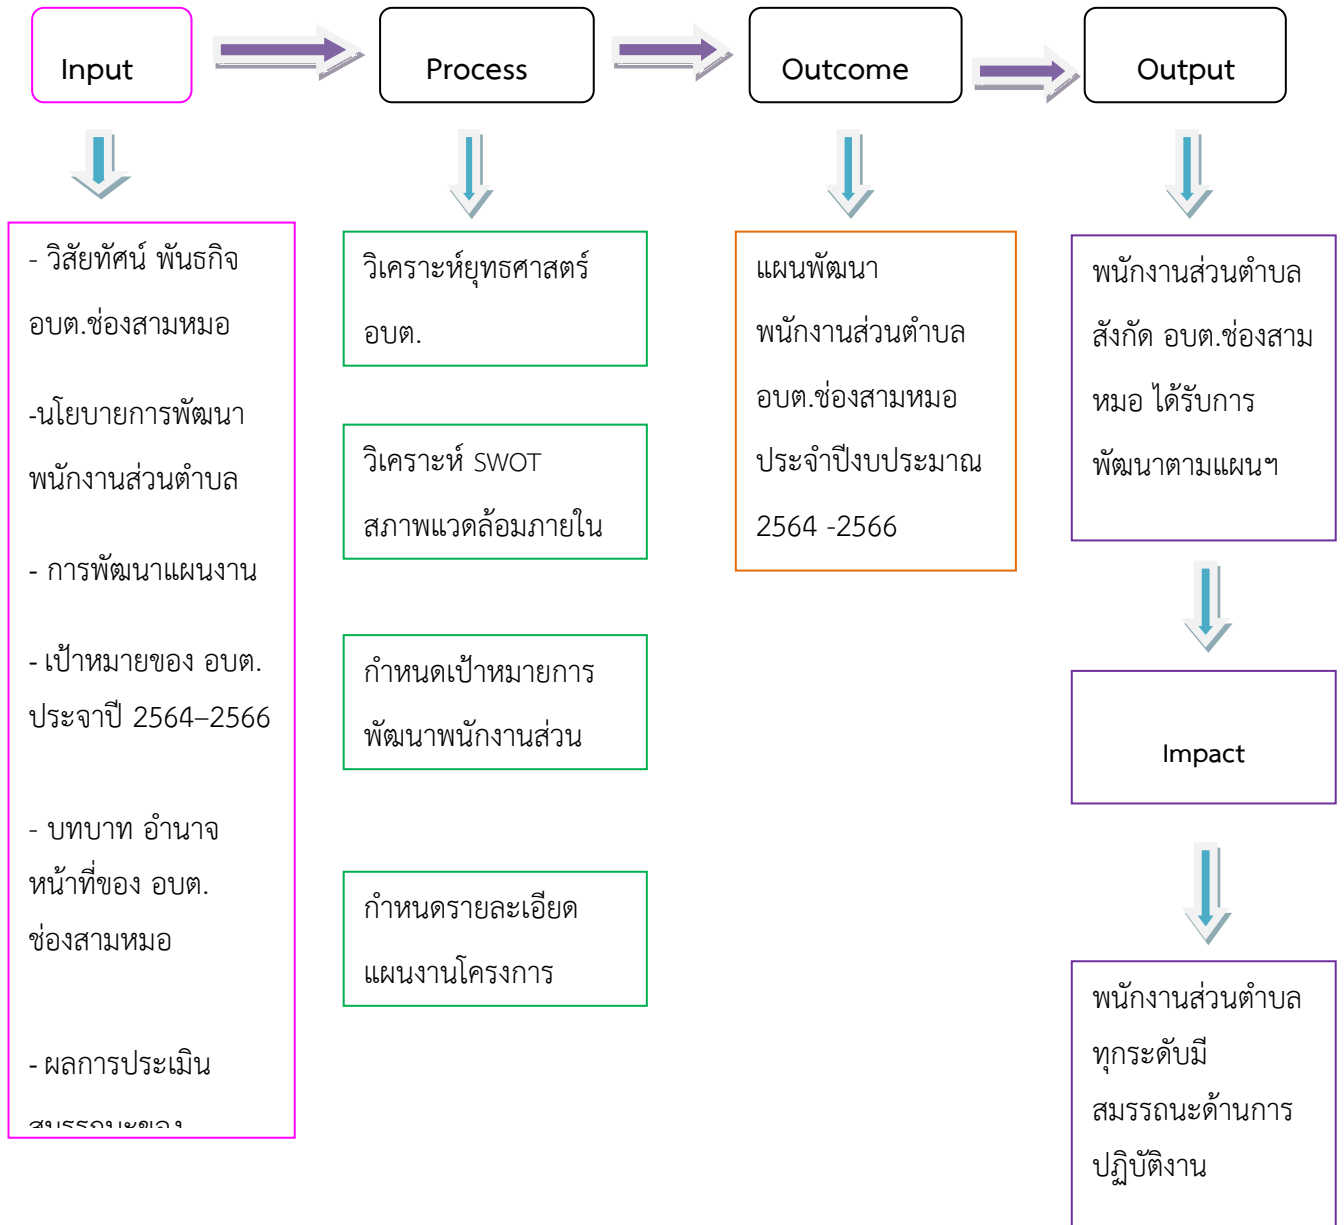 Input
Process
Outcome
Output
- วิสัยทัศน์ พันธกิจ
อบต.ช่องสามหมอ
-นโยบายการพัฒนา
พนักงานส่วนตำบล
- การพัฒนาแผนงาน
- เป้าหมายของ อบต.
ประจาปี 2564–2566
- บทบาท อำนาจ
หน้าที่ของ อบต.
ช่องสามหมอ
- ผลการประเมิน
สมรรถนะของ
วิเคราะห์ยุทธศาสตร์
อบต.
วิเคราะห์ SWOT
สภาพแวดล้อมภายใน
กำหนดเป้าหมายการ
พัฒนาพนักงานส่วน
กำหนดรายละเอียด
แผนงานโครงการ
แผนพัฒนา
พนักงานส่วนตำบล
อบต.ช่องสามหมอ
ประจำปีงบประมาณ
2564 -2566
พนักงานส่วนตำบล
สังกัด อบต.ช่องสาม
หมอ ได้รับการ
พัฒนาตามแผนฯ
Impact
พนักงานส่วนตำบล
ทุกระดับมี
สมรรถนะด้านการ
ปฏิบัติงาน